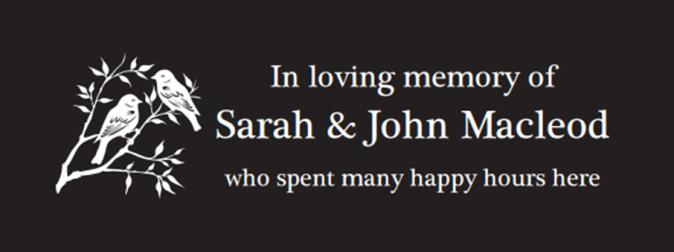 In loving memory of
Sarah & John Macleod
who spent many happy hours here